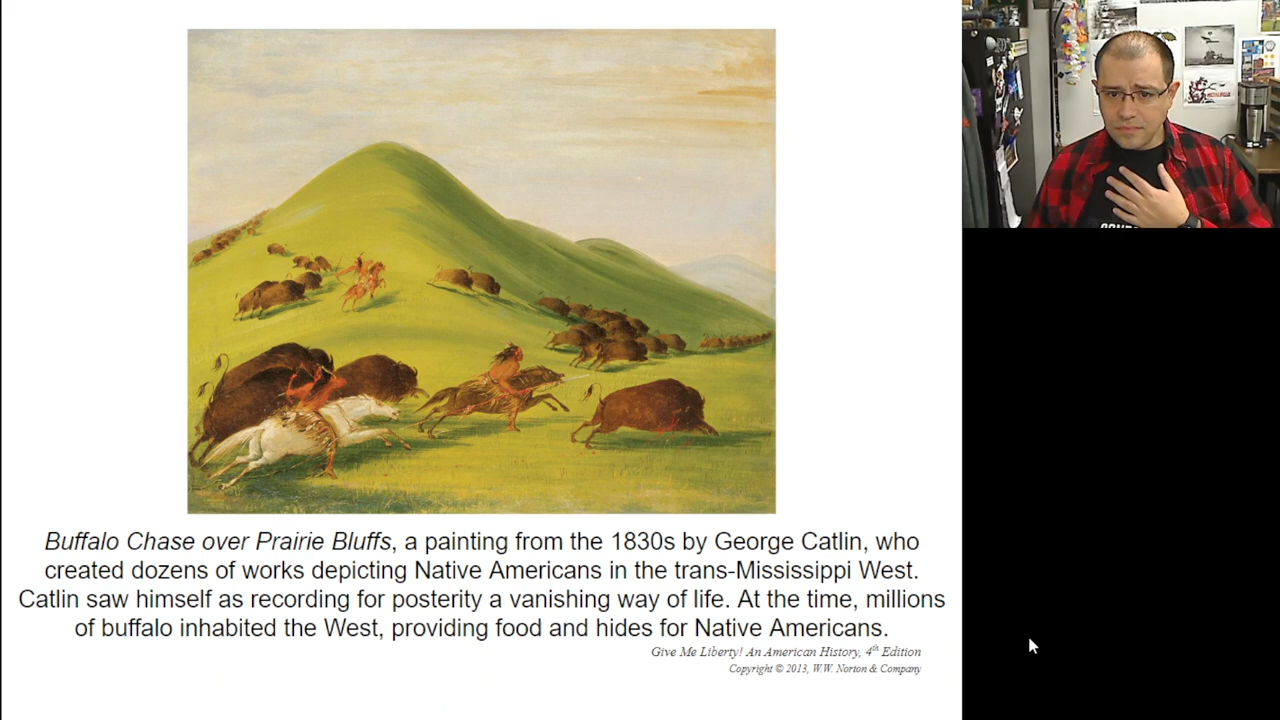 Buffalo Chase over Prairie Bluffs, a painting from the 1830s by George Catlin, who
created dozens of works depicting Native Americans in the trans-Mississippi West.
Catlin saw himself as recording for posterity a vanishing way of life. At the time, millions
of buffalo inhabited the West, providing food and hides for Native Americans.
Give Me Liberty! An American History, 4th Edition
Copyright © 2013, W.W. Norton & Company